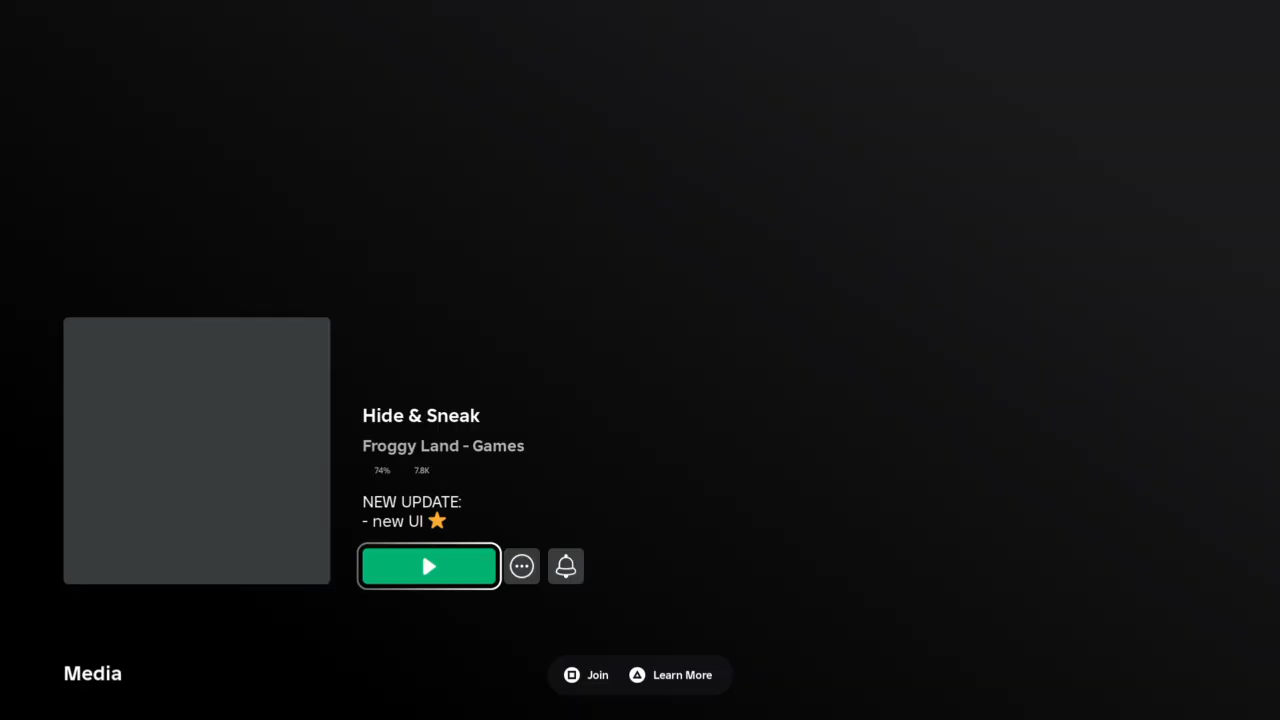 Hide & Sneak
Froggy Land - Games
74% 7.8K
NEW UPDATE:
- new UI ⭐
Media
Join Learn More